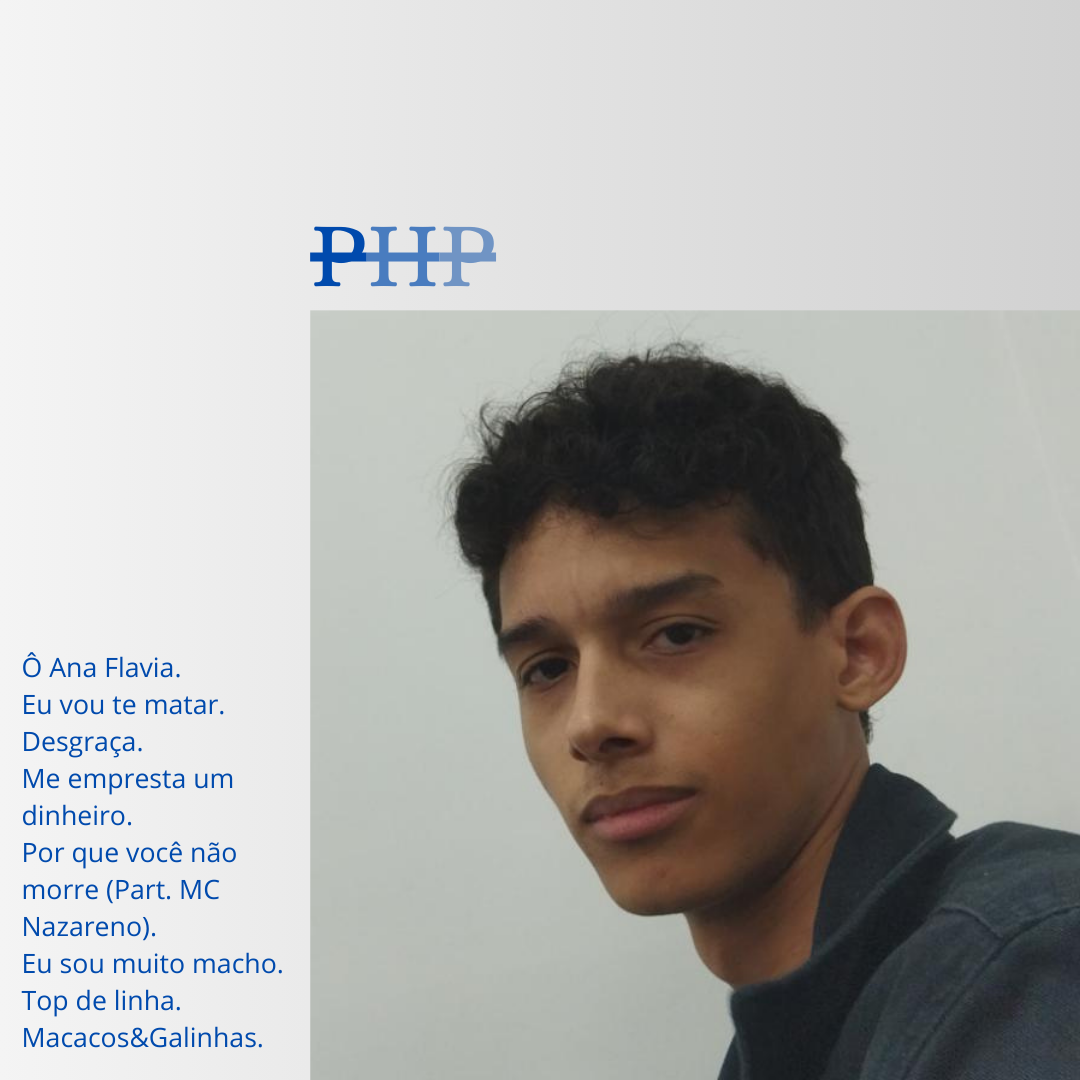 PHP
Ô Ana Flavia.
Eu vou te matar.
Desgraça.
Me empresta um
dinheiro.
Por que você não
morre (Part. MC
Nazareno).
Eu sou muito macho.
Top de linha.
Macacos&Galinhas.